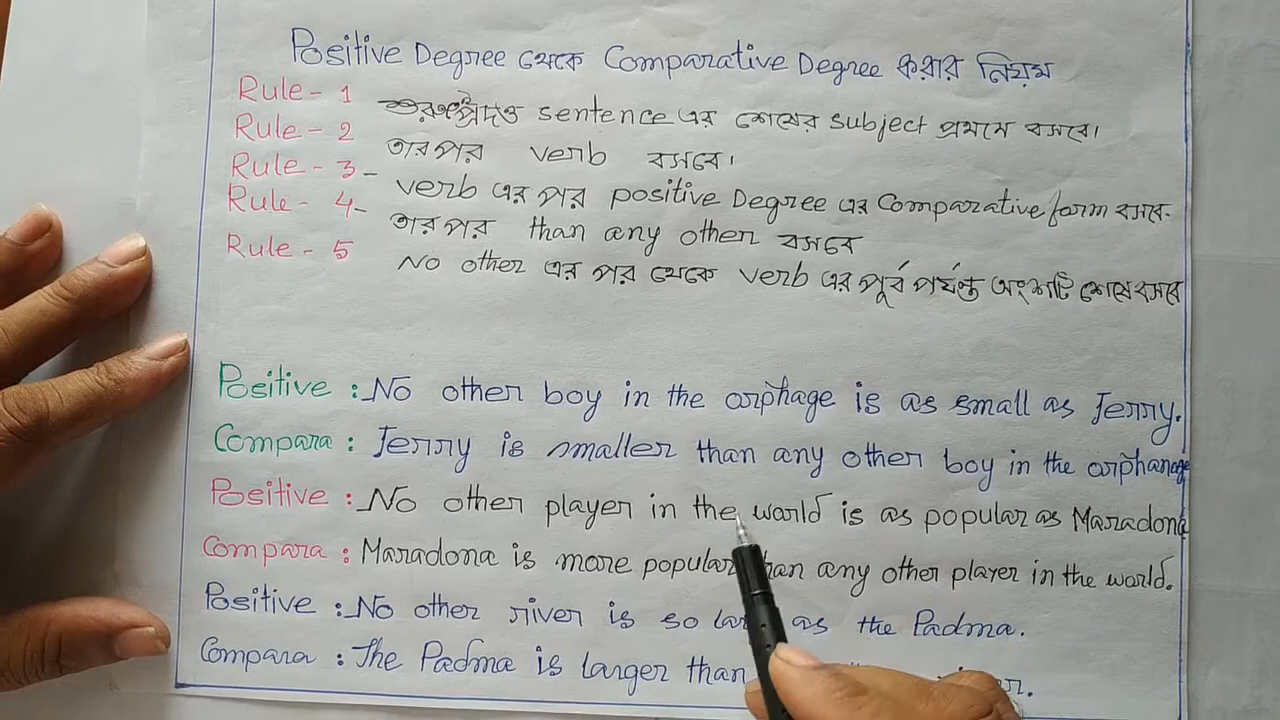 Positive Degree থেকে Comparative Degree করার নিয়ম
Rule - 1 প্রদত্ত sentence এর শেষের subject প্রথমে বসবে।
Rule - 2 তারপর verb বসবে।
Rule - 3 - verb এর পর positive Degree এর Comparative form বসবে.
Rule - 4 - তারপর than any other বসবে
Rule - 5 No other এর পর থেকে verb এর পূর্ব পর্যন্ত অংশটি শেষে বসবে
Positive : No other boy in the orphage is as small as Jerry.
Compara : Jerry is smaller than any other boy in the orphanage
Positive : No other player in the world is as popular as Maradona
Compara : Maradona is more popular than any other player in the world.
Positive : No other river is so as the Padma.
Compara : The Padma is larger than